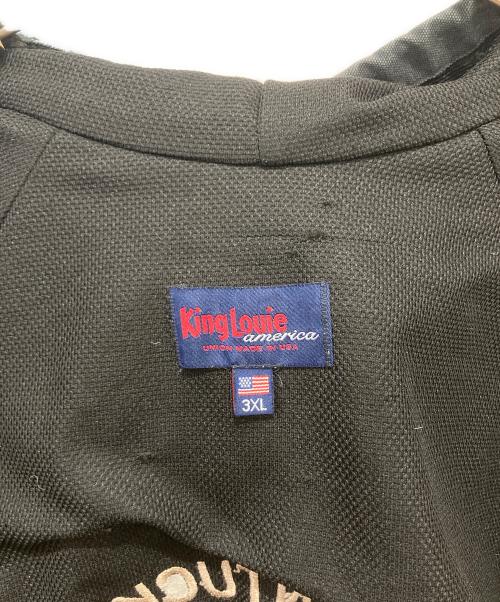 King Louie
america
UNION MADE IN USA
3XL